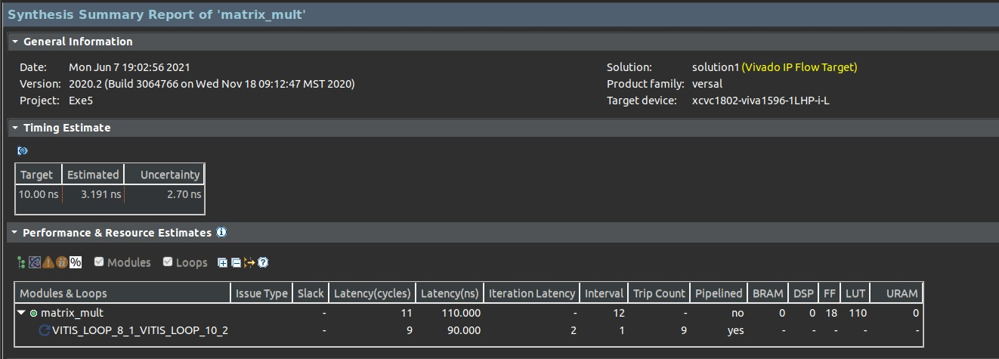 Synthesis Summary Report of 'matrix_mult'
General Information
Date: Mon Jun 7 19:02:56 2021 Solution: solution1 (Vivado IP Flow Target)
Version: 2020.2 (Build 3064766 on Wed Nov 18 09:12:47 MST 2020) Product family: versal
Project: Exe5 Target device: xcvc1802-viva1596-1LHP-i-L
Timing Estimate
Target Estimated Uncertainty
10.00 ns 3.191 ns 2.70 ns
Performance & Resource Estimates
% Modules Loops
Modules & Loops Issue Type Slack Latency(cycles) Latency(ns) Iteration Latency Interval Trip Count Pipelined BRAM DSP FF LUT URAM
matrix_mult - 11 110.000 - 12 - no 0 0 18 110 0
VITIS_LOOP_8_1_VITIS_LOOP_10_2 - 9 90.000 2 1 9 yes - - - - -